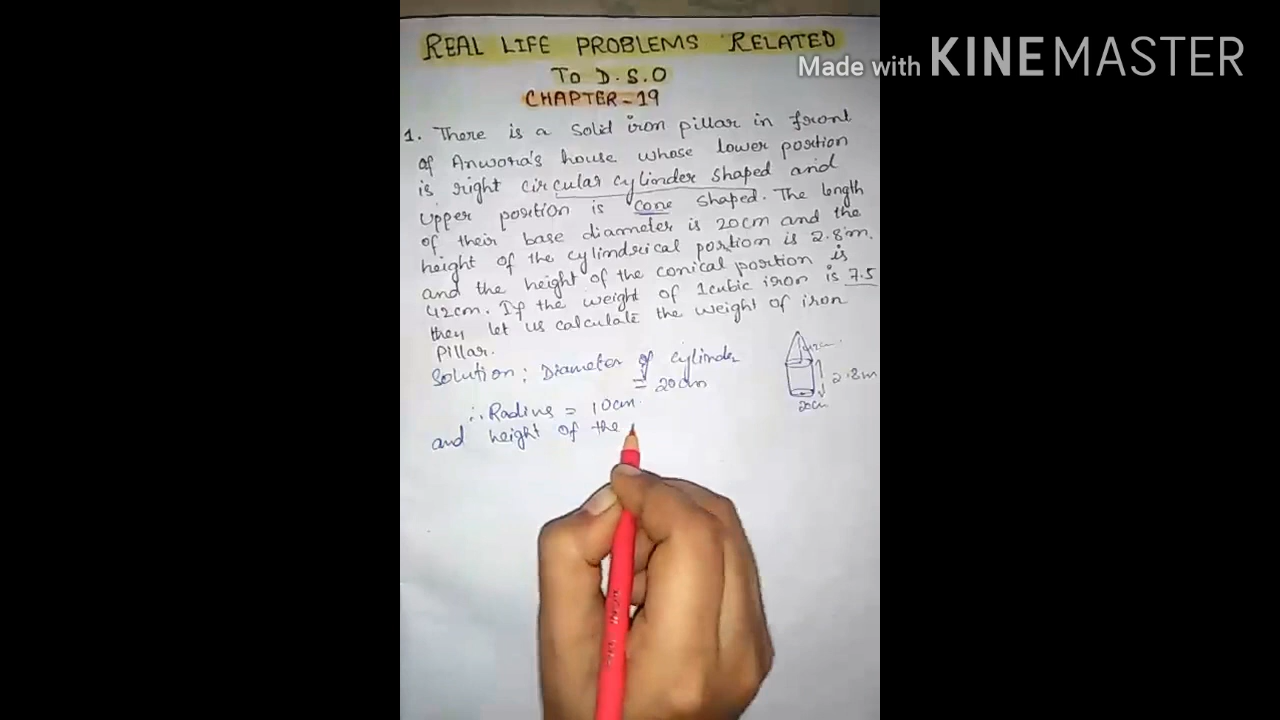 Made with KINEMASTER
REAL LIFE PROBLEMS RELATED
TO D.S.O
CHAPTER-19
1. There is a solid iron pillar in front
of Anwora's house whose lower portion
is right circular cylinder shaped and
upper portion is cone shaped. The length
of their base diameter is 20cm and the
height of the cylindrical portion is 2.8m.
and the height of the conical portion is
42cm. If the weight of 1cubic iron is 7.5
they let us calculate the weight of iron
pillar.
Solution: Diameter of cylinder
= 20cm
∴ Radius = 10cm.
and height of the
42cm.
2.8m
20cm